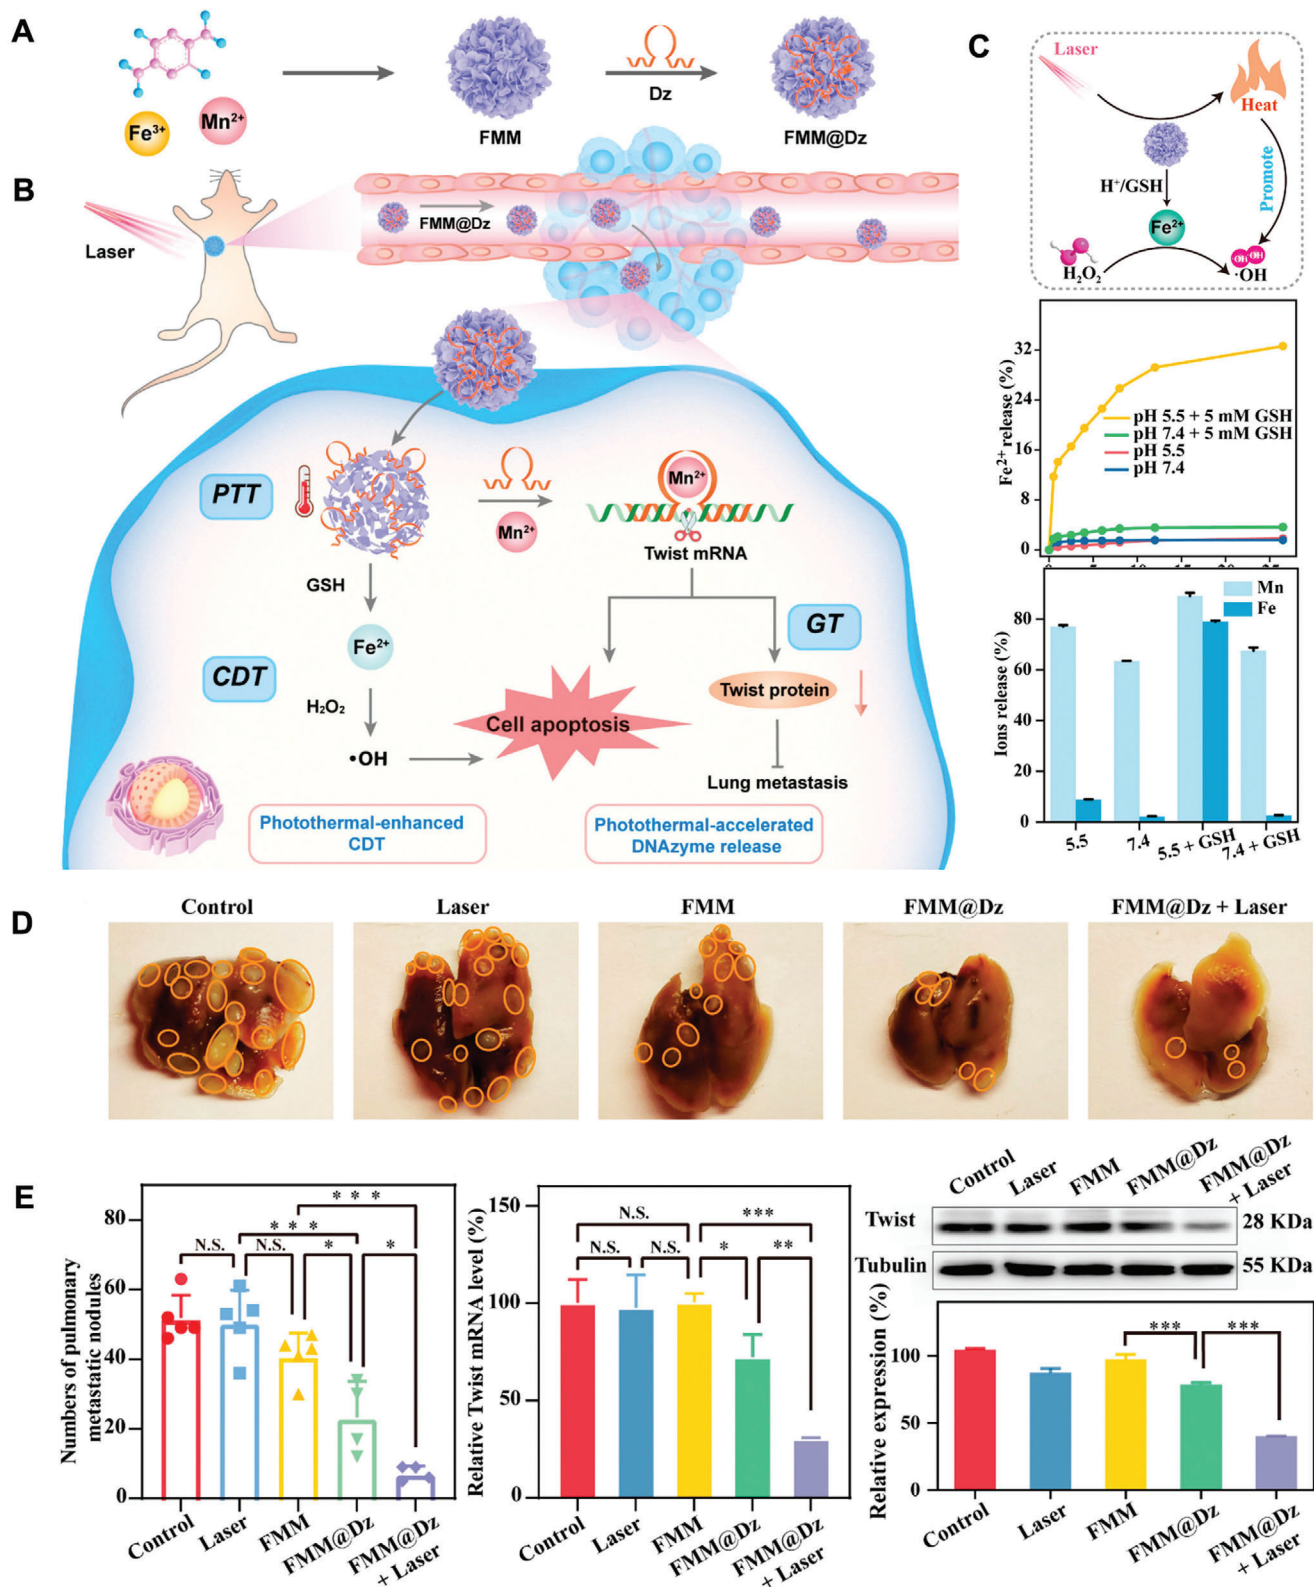 A
Fe³⁺
Mn²⁺
FMM
Dz
FMM@Dz
B
Laser
FMM@Dz
PTT
Mn²⁺
Mn²⁺
Twist mRNA
GSH
Fe²⁺
CDT
H₂O₂
•OH
Cell apoptosis
GT
Twist protein
Lung metastasis
Photothermal-enhanced
CDT
Photothermal-accelerated
DNAzyme release
C
Laser
Heat
H⁺/GSH
Promote
Fe²⁺
H₂O₂
OH
OH
·OH
Fe²⁺ release (%)
32
24
16
8
0
pH 5.5 + 5 mM GSH
pH 7.4 + 5 mM GSH
pH 5.5
pH 7.4
Ions release (%)
80
60
40
20
0
Mn
Fe
5.5
7.4
5.5 + GSH
7.4 + GSH
D
Control
Laser
FMM
FMM@Dz
FMM@Dz + Laser
E
Numbers of pulmonary
metastatic nodules
80
60
40
20
0
N.S.
* * *
N.S.
*
* * *
*
Control
Laser
FMM
FMM@Dz
FMM@Dz
+ Laser
Relative Twist mRNA level (%)
150
100
50
0
N.S.
***
N.S.
N.S.
*
**
Control
Laser
FMM
FMM@Dz
FMM@Dz
+ Laser
Control
Laser
FMM
FMM@Dz
FMM@Dz
+ Laser
Twist
28 KDa
Tubulin
55 KDa
Relative expression (%)
100
50
0
***
***
Control
Laser
FMM
FMM@Dz
FMM@Dz
+ Laser